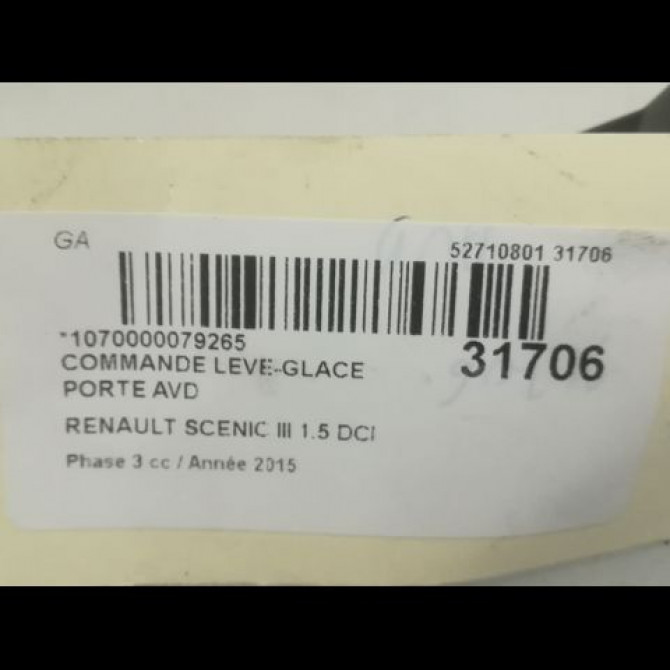 GA
52710801 31706
*1070000079265
31706
COMMANDE LEVE-GLACE
PORTE AVD
RENAULT SCENIC III 1.5 DCI
Phase 3 cc / Année 2015